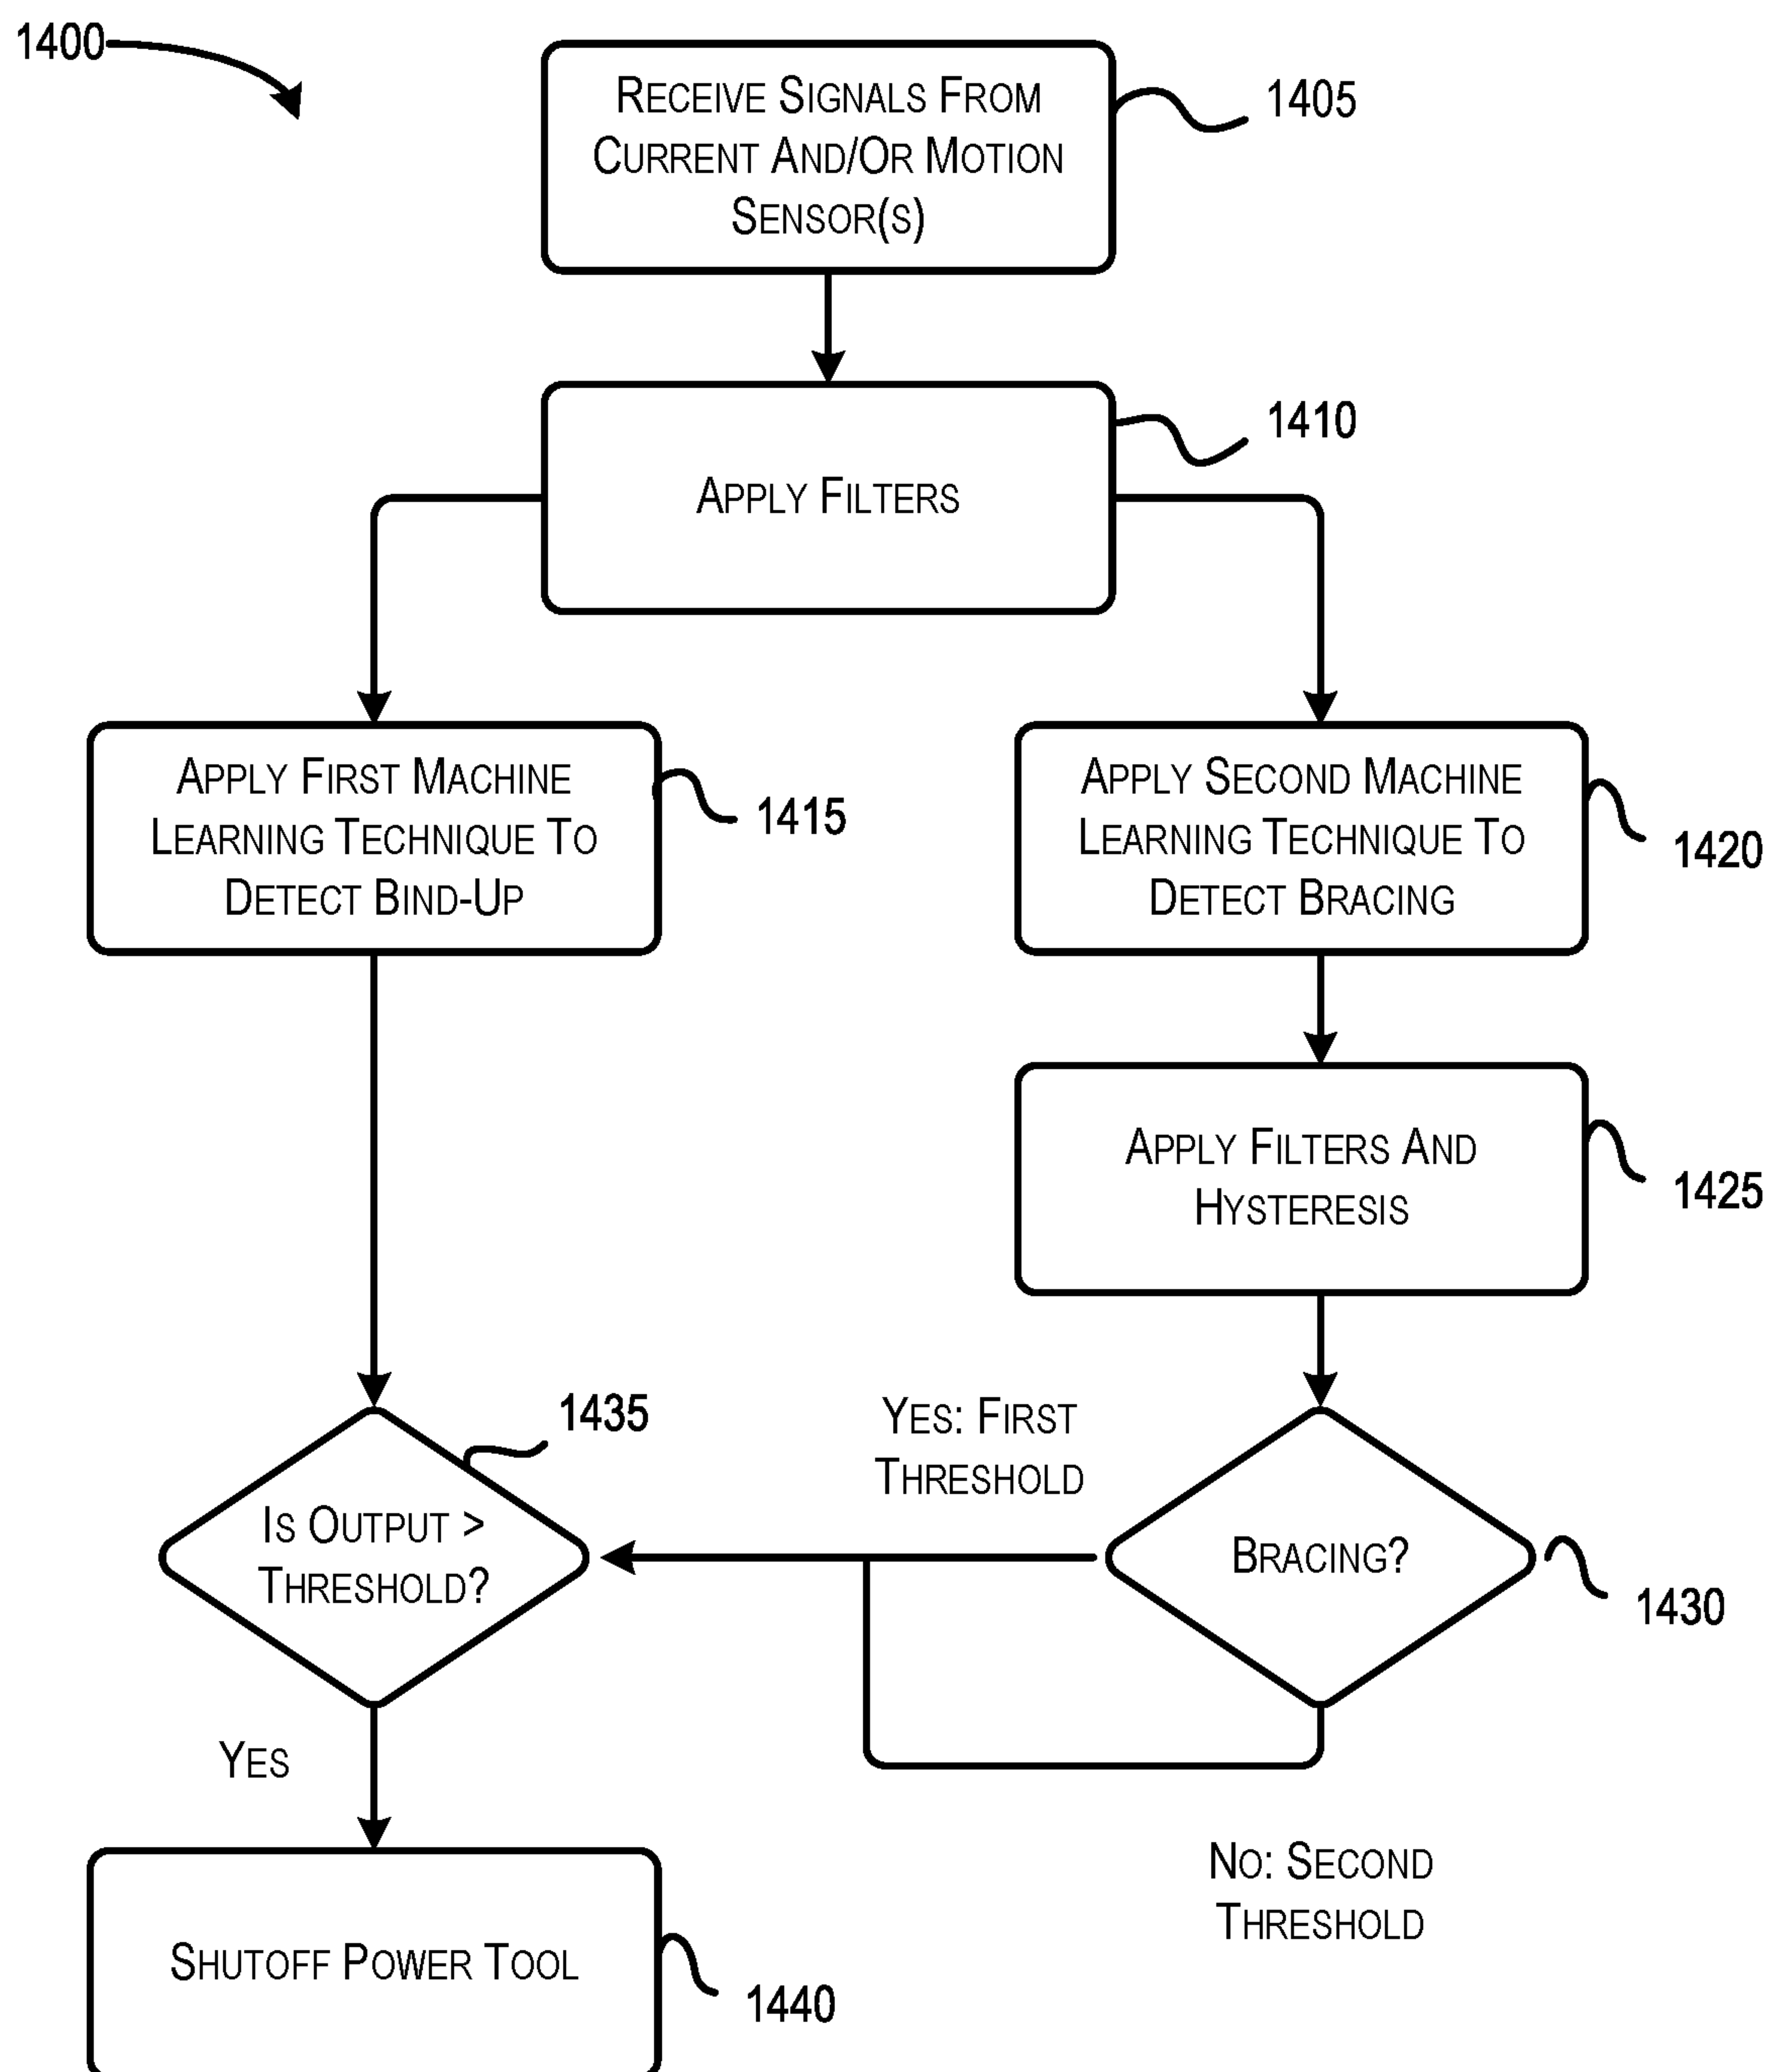 1400
RECEIVE SIGNALS FROM
CURRENT AND/OR MOTION
SENSOR(S)
1405
APPLY FILTERS
1410
APPLY FIRST MACHINE
LEARNING TECHNIQUE TO
DETECT BIND-UP
1415
APPLY SECOND MACHINE
LEARNING TECHNIQUE TO
DETECT BRACING
1420
APPLY FILTERS AND
HYSTERESIS
1425
BRACING?
1430
YES: FIRST
THRESHOLD
NO: SECOND
THRESHOLD
IS OUTPUT >
THRESHOLD?
1435
YES
SHUTOFF POWER TOOL
1440